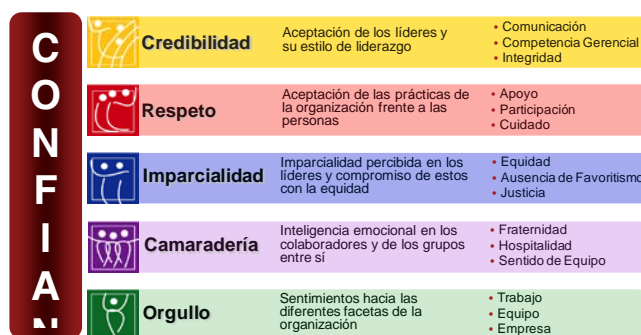 C
O
N
F
I
A
N
Credibilidad
Aceptación de los líderes y
su estilo de liderazgo
• Comunicación
• Competencia Gerencial
• Integridad
Respeto
Aceptación de las prácticas de
la organización frente a las
personas
• Apoyo
• Participación
• Cuidado
Imparcialidad
Imparcialidad percibida en los
líderes y compromiso de estos
con la equidad
• Equidad
• Ausencia de Favoritismo
• Justicia
Camaradería
Inteligencia emocional en los
colaboradores y de los grupos
entre sí
• Fraternidad
• Hospitalidad
• Sentido de Equipo
Orgullo
Sentimientos hacia las
diferentes facetas de la
organización
• Trabajo
• Equipo
• Empresa